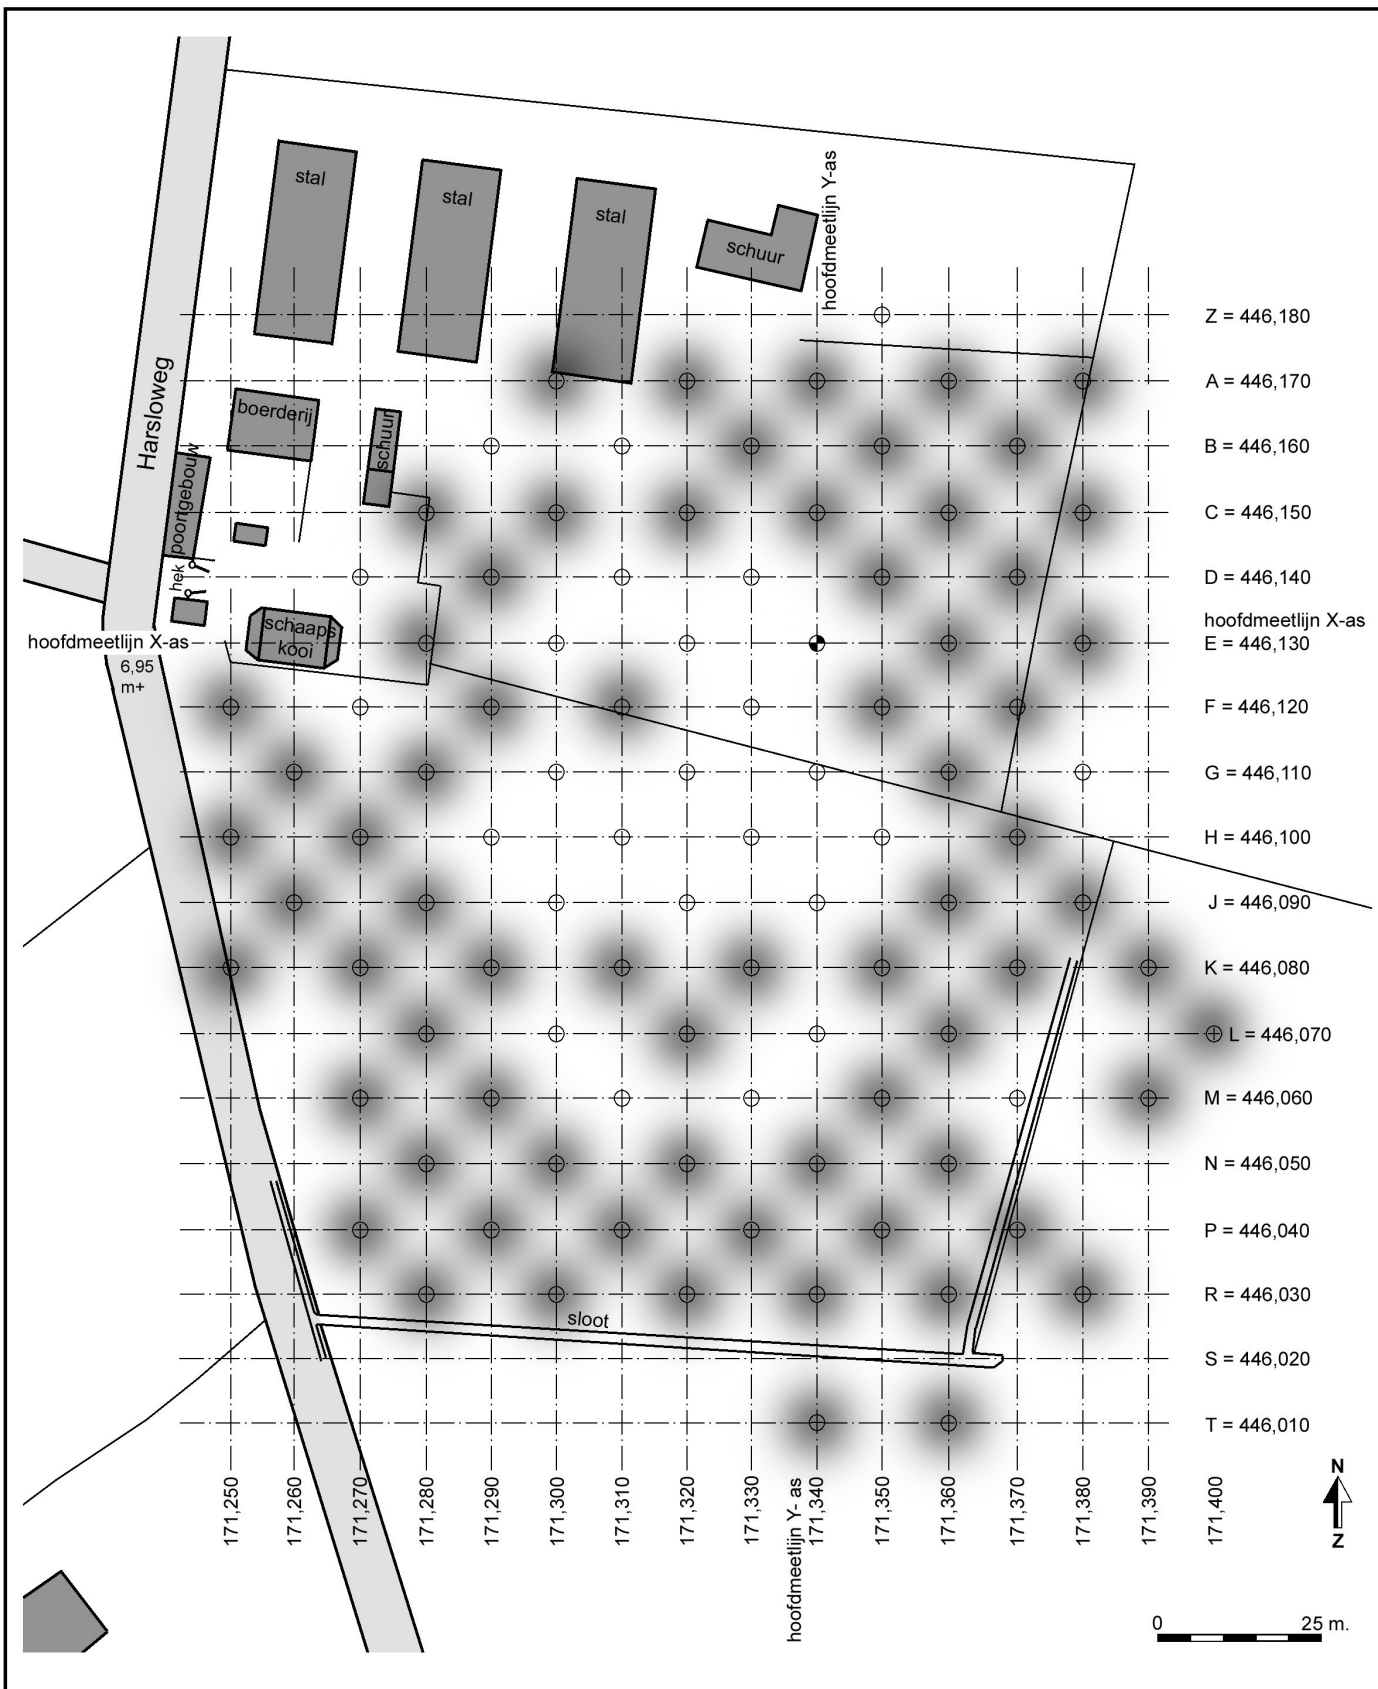 stal
stal
stal
schuur
hoofdmeetlijn Y-as
Z = 446,180
Harsloweg
A = 446,170
boerderij
schuur
B = 446,160
poortgebouw
C = 446,150
hek
D = 446,140
hoofdmeetlijn X-as
schaaps
kooi
hoofdmeetlijn X-as
E = 446,130
6,95
m+
F = 446,120
G = 446,110
H = 446,100
J = 446,090
K = 446,080
L = 446,070
M = 446,060
N = 446,050
P = 446,040
R = 446,030
sloot
S = 446,020
T = 446,010
171,250
171,260
171,270
171,280
171,290
171,300
171,310
171,320
171,330
171,340
171,350
171,360
171,370
171,380
171,390
171,400
hoofdmeetlijn Y- as
N
Z
0 25 m.